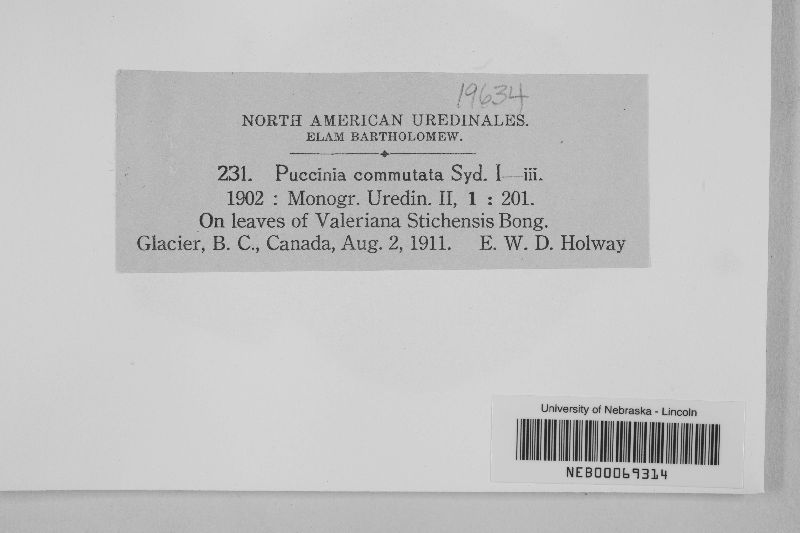 19634
NORTH AMERICAN UREDINALES.
ELAM BARTHOLOMEW.
231. Puccinia commutata Syd. I—iii.
1902 : Monogr. Uredin. II, 1 : 201.
On leaves of Valeriana Stichensis Bong.
Glacier, B. C., Canada, Aug. 2, 1911. E. W. D. Holway
University of Nebraska - Lincoln
NEB00069314